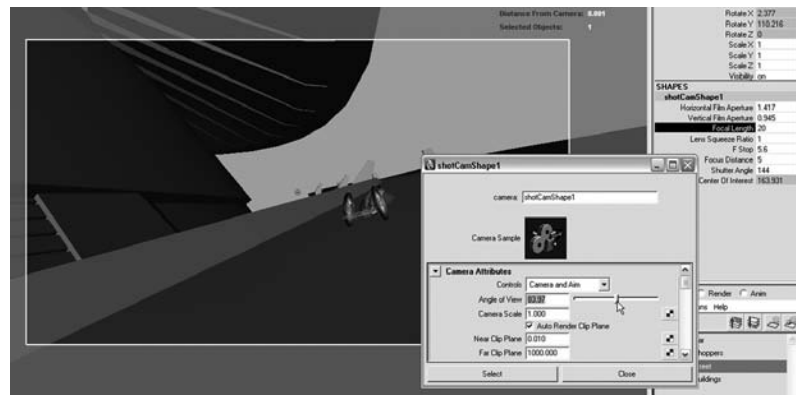 Distance From Camera: 0.001
Selected Objects: 1
Rotate X 2.377
Rotate Y 110.216
Rotate Z 0
Scale X 1
Scale Y 1
Scale Z 1
Visibility on
SHAPES
shotCamShape1
Horizontal Film Aperture 1.417
Vertical Film Aperture 0.945
Focal Length 20
Lens Squeeze Ratio 1
F Stop 5.6
Focus Distance 5
Shutter Angle 144
Center Of Interest 163.931
shotCamShape1
camera: shotCamShape1
Camera Sample
Camera Attributes
Controls Camera and Aim
Angle of View 83.97
Camera Scale 1.000
Auto Render Clip Plane
Near Clip Plane 0.010
Far Clip Plane 1000.000
Select Close
Render Anim
Help
hoppers